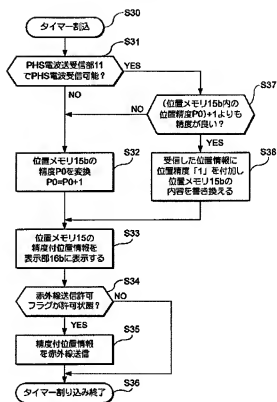 S30
タイマー割込
S31
PHS電波送受信部11
でPHS電波受信可能？
YES
NO
S37
（位置メモリ15b内の
位置精度P0）+1よりも
精度が良い？
NO
YES
S32
位置メモリ15bの
精度P0を変換
P0=P0+1
S38
受信した位置情報に
位置精度「1」を付加し
位置メモリ15bの
内容を書き換える
S33
位置メモリ15の
精度付位置情報を
表示部16bに表示する
S34
赤外線送信許可
フラグが許可状態？
NO
YES
S35
精度付位置情報
を赤外線送信
S36
タイマー割り込み終了